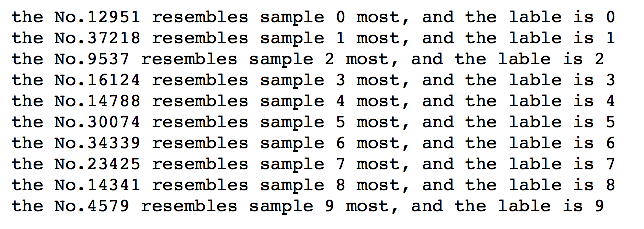 the No.12951 resembles sample 0 most, and the lable is 0
the No.37218 resembles sample 1 most, and the lable is 1
the No.9537 resembles sample 2 most, and the lable is 2
the No.16124 resembles sample 3 most, and the lable is 3
the No.14788 resembles sample 4 most, and the lable is 4
the No.30074 resembles sample 5 most, and the lable is 5
the No.34339 resembles sample 6 most, and the lable is 6
the No.23425 resembles sample 7 most, and the lable is 7
the No.14341 resembles sample 8 most, and the lable is 8
the No.4579 resembles sample 9 most, and the lable is 9